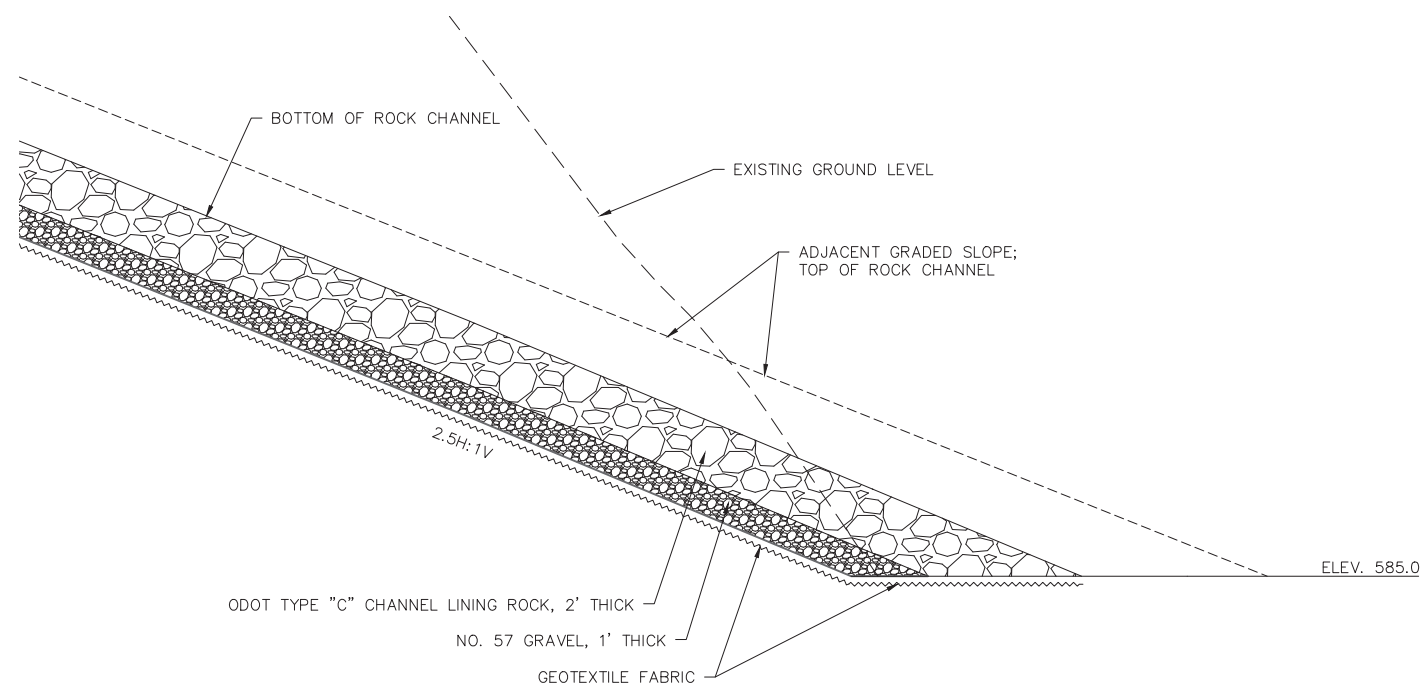 BOTTOM OF ROCK CHANNEL
EXISTING GROUND LEVEL
ADJACENT GRADED SLOPE;
TOP OF ROCK CHANNEL
2.5H:1V
ELEV. 585.0
ODOT TYPE "C" CHANNEL LINING ROCK, 2' THICK
NO. 57 GRAVEL, 1' THICK
GEOTEXTILE FABRIC